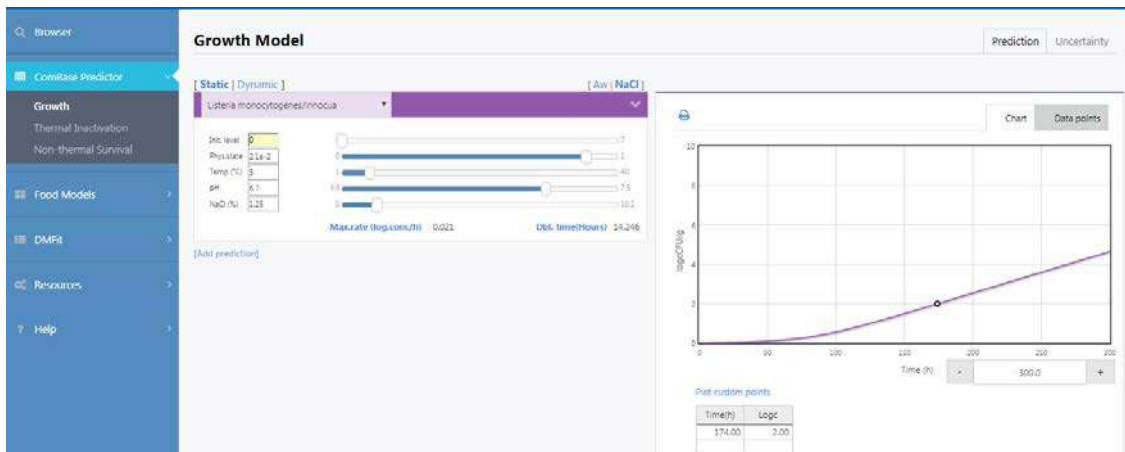 Browser
Growth Model
Prediction | Uncertainty
ComBase Predictor
[ Static | Dynamic ]
[ Aw | NaCl ]
Growth
Listeria monocytogenes/innocua
Thermal Inactivation
Chart
Data points
Non-thermal Survival
Init. level 0 7
Phys.state 2.1e-2 0 1
Temp (°C) 5 1 40
pH 6.7 4.4 7.5
NaCl (%) 1.25 0 10.2
Food Models
Max.rate (log.conc/h) 0.021
Dbl. time(Hours) 14.246
DMFit
[Add prediction]
Resources
Help
10
8
6
4
2
0
logcCFU/g
0 50 100 150 200 250 300
Time (h)
-
300.0
+
Plot custom points
Time(h) Logc
174.00 2.00